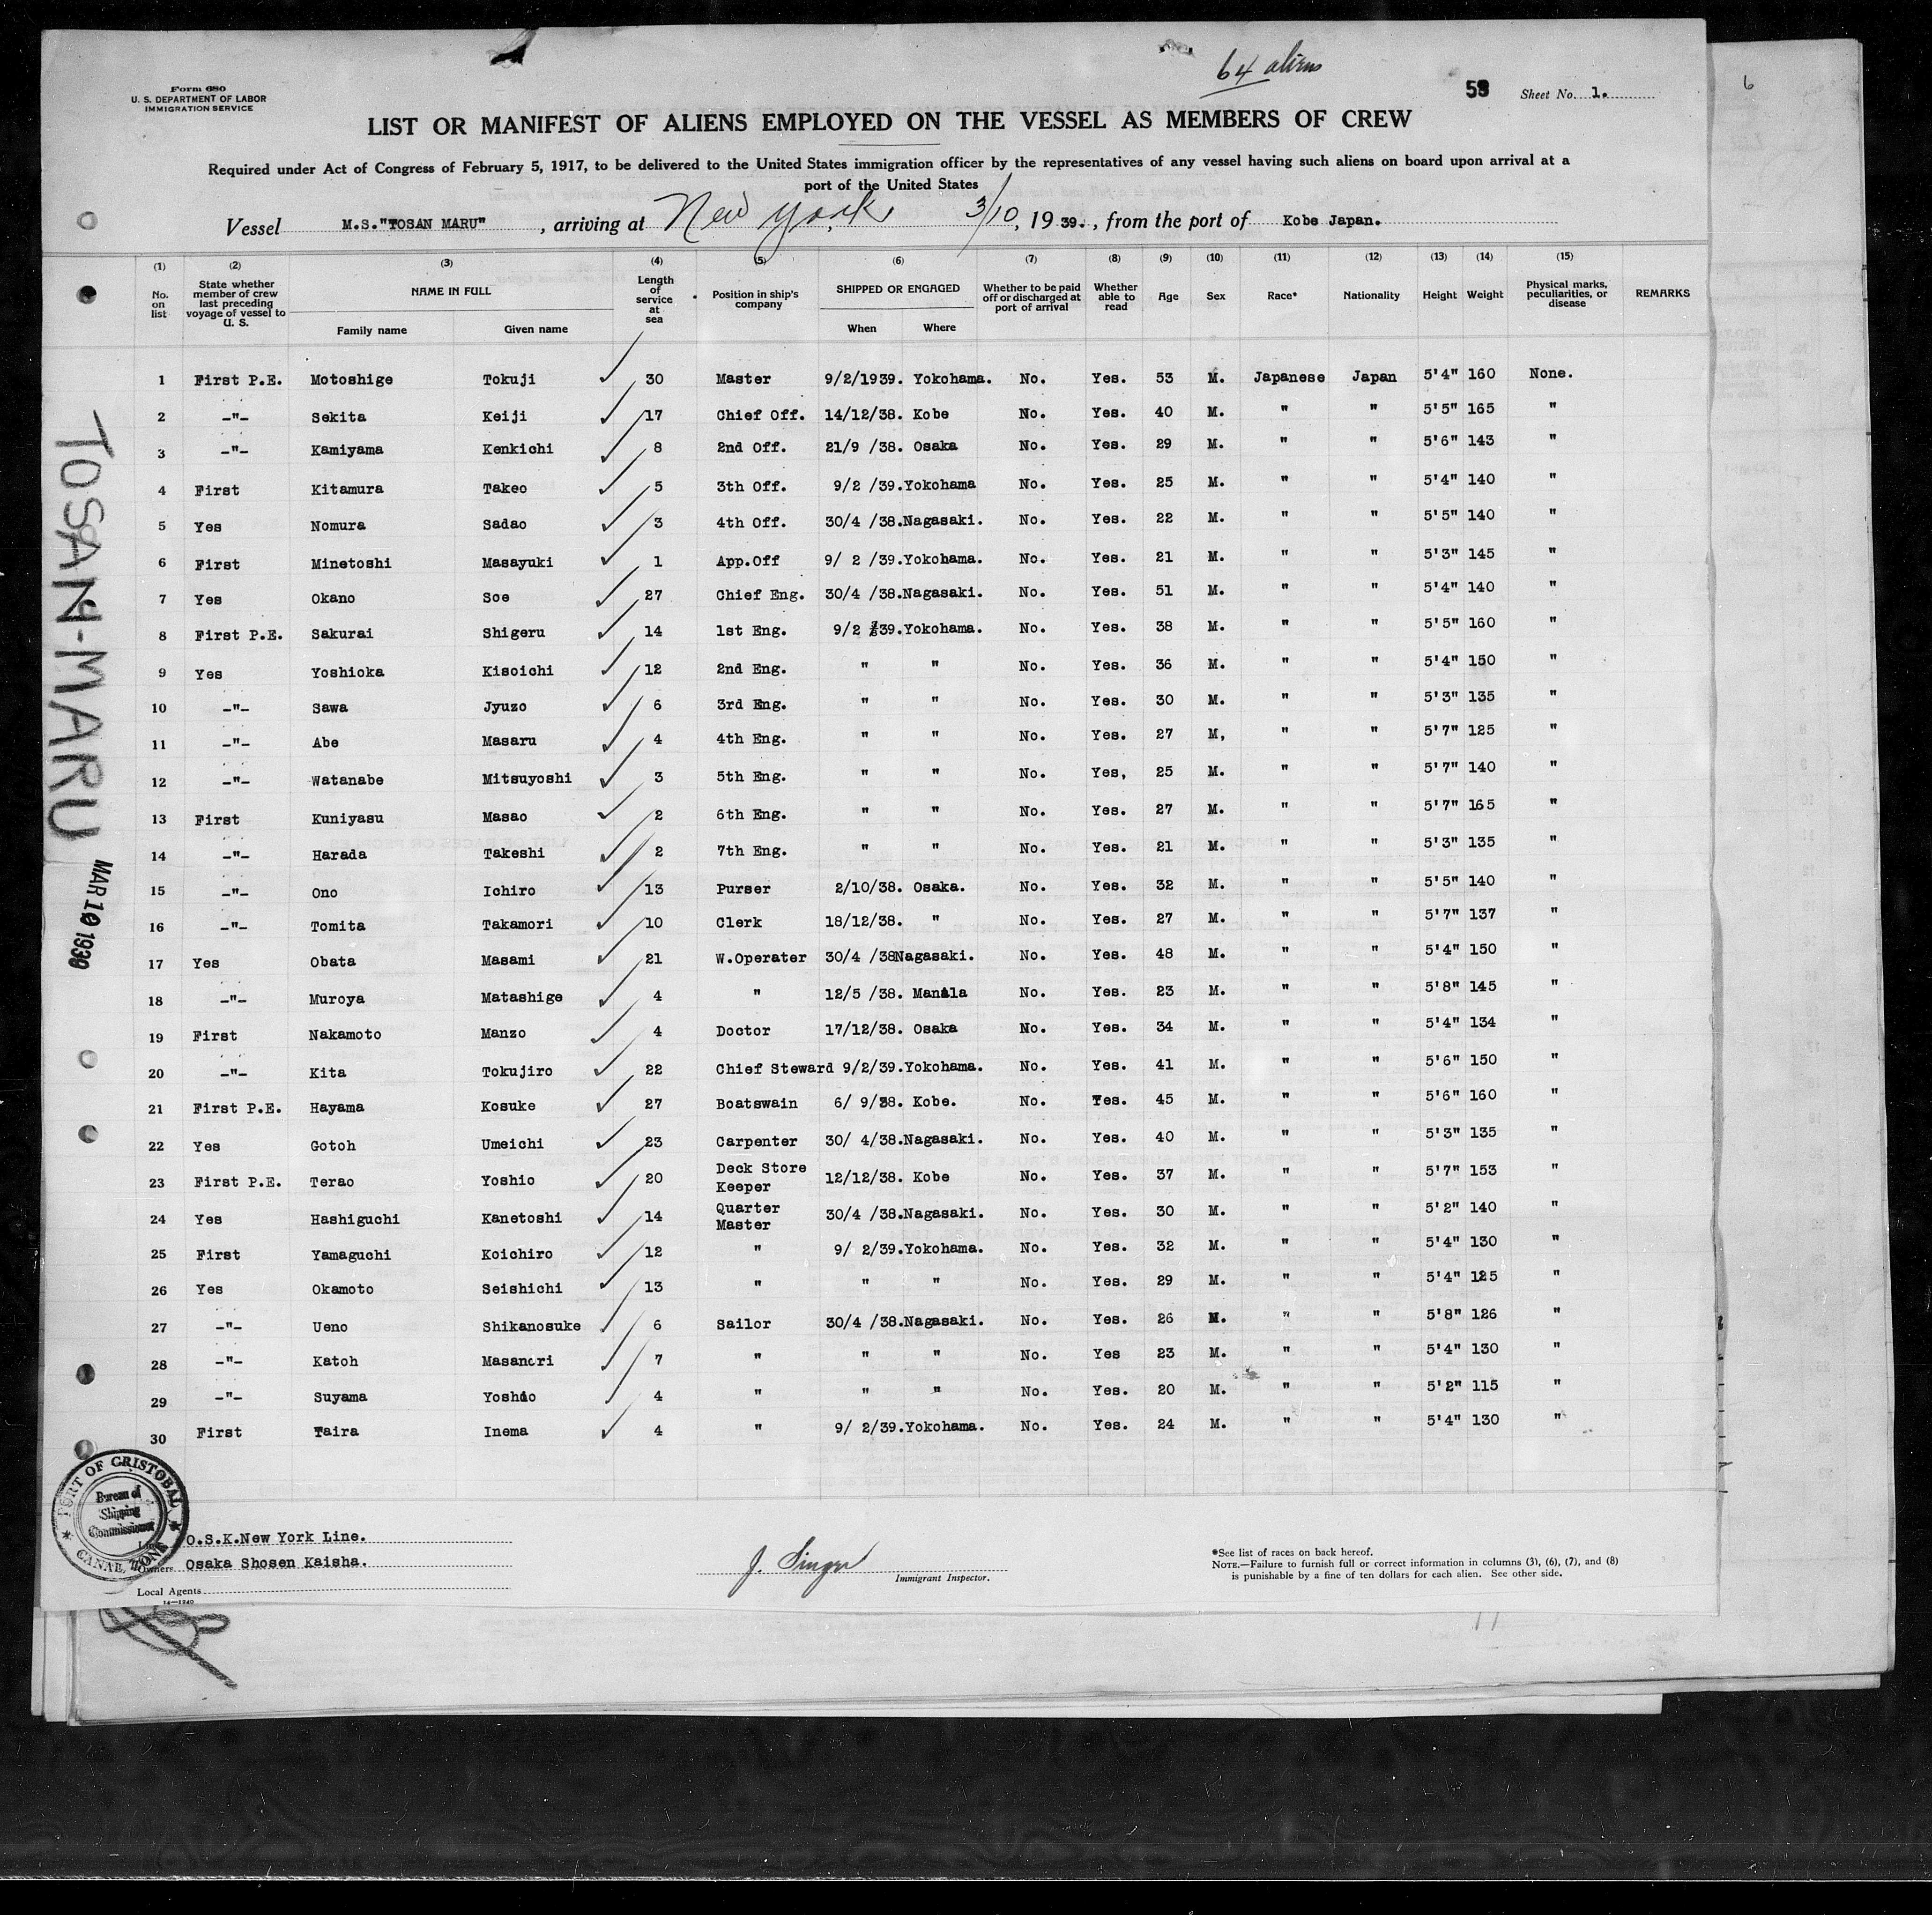 64 aliens
Form 680
U. S. DEPARTMENT OF LABOR
IMMIGRATION SERVICE
Sheet No. 1.
6
LIST OR MANIFEST OF ALIENS EMPLOYED ON THE VESSEL AS MEMBERS OF CREW
Required under Act of Congress of February 5, 1917, to be delivered to the United States immigration officer by the representatives of any vessel having such aliens on board upon arrival at a
port of the United States
Vessel M.S."TOSAN MARU", arriving at New York 3/10, 1939., from the port of Kobe Japan.
(1) (2) (3) (4) (5) (6) (7) (8) (9) (10) (11) (12) (13) (14) (15)
No. on list State whether member of crew last preceding voyage of vessel to U. S. NAME IN FULL Family name Given name Length of service at sea Position in ship's company SHIPPED OR ENGAGED When Where Whether to be paid off or discharged at port of arrival Whether able to read Age Sex Race* Nationality Height Weight Physical marks, peculiarities, or disease REMARKS
1 First P.E. Motoshige Tokuji 30 Master 9/2/1939. Yokohama. No. Yes. 53 M. Japanese Japan 5'4" 160 None.
2 -"- Sekita Keiji 17 Chief Off. 14/12/38. Kobe No. Yes. 40 M. " " 5'5" 165 "
3 -"- Kamiyama Kenkichi 8 2nd Off. 21/9 /38. Osaka No. Yes. 29 M. " " 5'6" 143 "
4 First Kitamura Takeo 5 3th Off. 9/2 /39.Yokohama No. Yes. 25 M. " " 5'4" 140 "
5 Yes Nomura Sadao 3 4th Off. 30/4 /38.Nagasaki. No. Yes. 22 M. " " 5'5" 140 "
6 First Minetoshi Masayuki 1 App.Off 9/ 2 /39.Yokohama. No. Yes. 21 M. " " 5'3" 145 "
7 Yes Okano Soe 27 Chief Eng. 30/4 /38.Nagasaki. No. Yes. 51 M. " " 5'4" 140 "
8 First P.E. Sakurai Shigeru 14 1st Eng. 9/2 /39.Yokohama. No. Yes. 38 M. " " 5'5" 160 "
9 Yes Yoshioka Kisoichi 12 2nd Eng. " " No. Yes. 36 M. " " 5'4" 150 "
10 -"- Sawa Jyuzo 6 3rd Eng. " " No. Yes. 30 M. " " 5'3" 135 "
11 -"- Abe Masaru 4 4th Eng. " " No. Yes. 27 M, " " 5'7" 125 "
12 -"- Watanabe Mitsuyoshi 3 5th Eng. " " No. Yes, 25 M. " " 5'7" 140 "
13 First Kuniyasu Masao 2 6th Eng. " " No. Yes. 27 M. " " 5'7" 165 "
14 -"- Harada Takeshi 2 7th Eng. " " No. Yes. 21 M. " " 5'3" 135 "
15 -"- Ono Ichiro 13 Purser 2/10/38. Osaka. No. Yes. 32 M. " " 5'5" 140 "
16 -"- Tomita Takamori 10 Clerk 18/12/38. " No. Yes. 27 M. " " 5'7" 137 "
17 Yes Obata Masami 21 W.Operater 30/4 /38Nagasaki. No. Yes. 48 M. " " 5'4" 150 "
18 -"- Muroya Matashige 4 " 12/5 /38. Manila No. Yes. 23 M. " " 5'8" 145 "
19 First Nakamoto Manzo 4 Doctor 17/12/38. Osaka No. Yes. 34 M. " " 5'4" 134 "
20 -"- Kita Tokujiro 22 Chief Steward 9/2/39.Yokohama. No. Yes. 41 M. " " 5'6" 150 "
21 First P.E. Hayama Kosuke 27 Boatswain 6/ 9/38. Kobe. No. Yes. 45 M. " " 5'6" 160 "
22 Yes Gotoh Umeichi 23 Carpenter 30/ 4/38.Nagasaki. No. Yes. 40 M. " " 5'3" 135 "
23 First P.E. Terao Yoshio 20 Deck Store Keeper 12/12/38. Kobe No. Yes. 37 M. " " 5'7" 153 "
24 Yes Hashiguchi Kanetoshi 14 Quarter Master 30/4 /38.Nagasaki. No. Yes. 30 M. " " 5'2" 140 "
25 First Yamaguchi Koichiro 12 " 9/ 2/39.Yokohama. No. Yes. 32 M. " " 5'4" 130 "
26 Yes Okamoto Seishichi 13 " " " No. Yes. 29 M. " " 5'4" 125 "
27 -"- Ueno Shikanosuke 6 Sailor 30/4 /38.Nagasaki. No. Yes. 26 M. " " 5'8" 126 "
28 -"- Katoh Masanori 7 " " " No. Yes 23 M. " " 5'4" 130 "
29 -"- Suyama Yoshio 4 " " " No. Yes. 20 M. " " 5'2" 115 "
30 First Taira Inema 4 " 9/ 2/39.Yokohama. No. Yes. 24 M. " " 5'4" 130 "
TOSAN-MARU
MAR 10 1939
PORT OF CRISTOBAL
Bureau of
Shipping
Commissioner
CANAL ZONE
O.S.K.New York Line.
Owners Osaka Shosen Kaisha.
Local Agents
14—1240
J. Singer
Immigrant Inspector.
*See list of races on back hereof.
NOTE.—Failure to furnish full or correct information in columns (3), (6), (7), and (8)
is punishable by a fine of ten dollars for each alien. See other side.